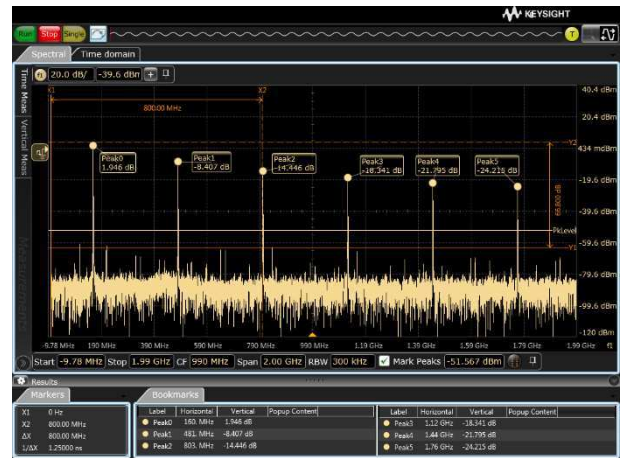 KEYSIGHT
Run Stop Single T
Spectral Time domain
f1 20.0 dB/ -39.6 dBm
Time Meas
Vertical Meas
Measurements
X1 X2
800.00 MHz
40.4 dBm
20.4 dBm
Y2
434 mdBm
Peak0
1.946 dB
Peak1
-8.407 dB
Peak2
-14.446 dB
Peak3
-18.341 dB
Peak4
-21.795 dB
Peak5
-24.215 dB
-19.6 dBm
66.800 dB
-39.6 dBm
PkLevel
Y1
-59.6 dBm
-79.6 dBm
-99.6 dBm
-120 dBm
-9.78 MHz 190 MHz 390 MHz 590 MHz 790 MHz 990 MHz 1.19 GHz 1.39 GHz 1.59 GHz 1.79 GHz 1.99 GHz f1
Start -9.78 MHz Stop 1.99 GHz CF 990 MHz Span 2.00 GHz RBW 300 kHz Mark Peaks -51.567 dBm
Results
Markers Bookmarks
X1 0 Hz
X2 800.00 MHz
ΔX 800.00 MHz
1/ΔX 1.25000 ns
Label Horizontal Vertical Popup Content
Peak0 160. MHz 1.946 dB
Peak1 481. MHz -8.407 dB
Peak2 803. MHz -14.446 dB
Label Horizontal Vertical Popup Content
Peak3 1.12 GHz -18.341 dB
Peak4 1.44 GHz -21.795 dB
Peak5 1.76 GHz -24.215 dB